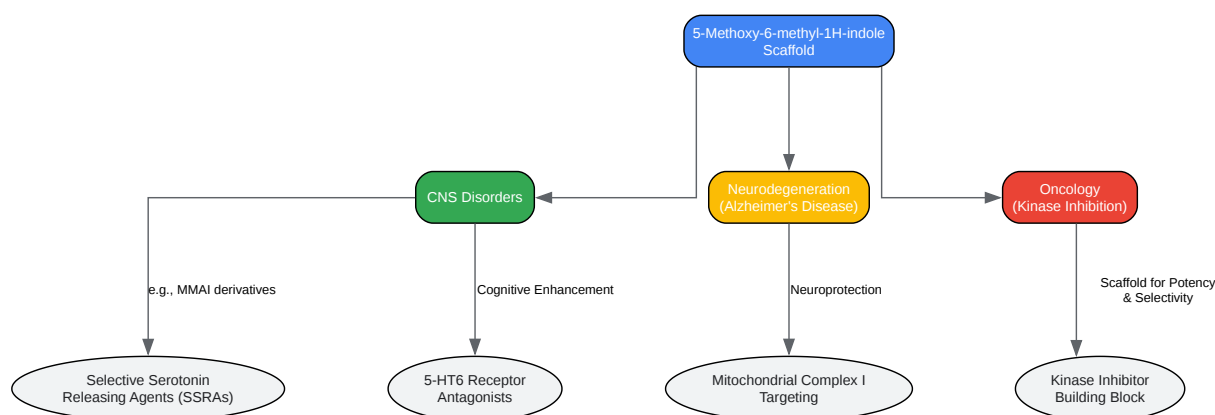 5-Methoxy-6-methyl-1H-indole
Scaffold
CNS Disorders
Neurodegeneration
(Alzheimer's Disease)
Oncology
(Kinase Inhibition)
e.g., MMAI derivatives
Cognitive Enhancement
Neuroprotection
Scaffold for Potency
& Selectivity
Selective Serotonin
Releasing Agents (SSRAs)
5-HT6 Receptor
Antagonists
Mitochondrial Complex I
Targeting
Kinase Inhibitor
Building Block